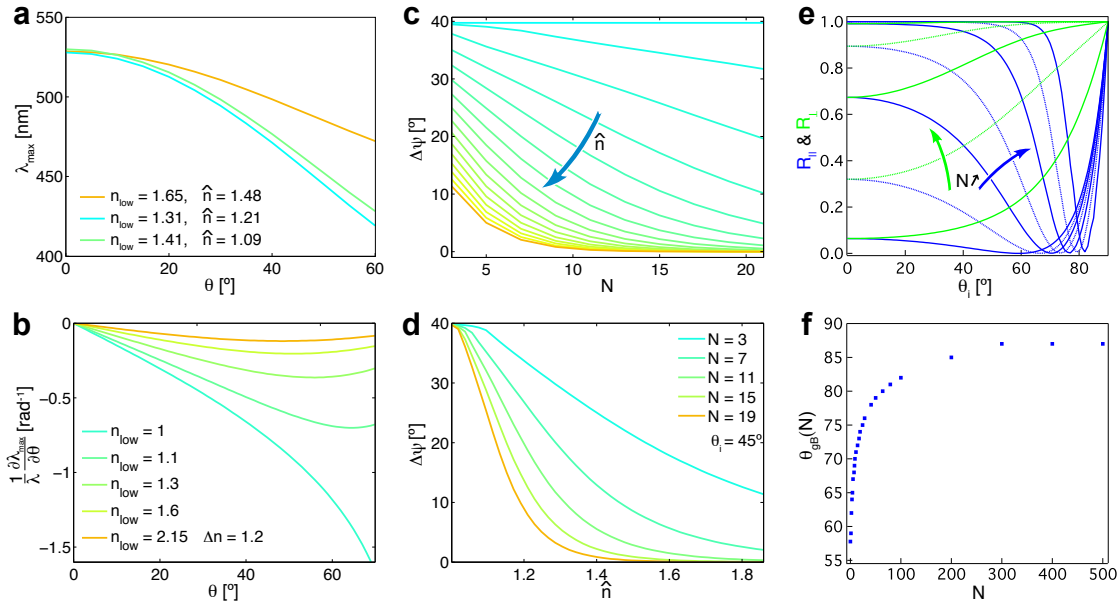 a
550
500
450
400
λmax [nm]
nlow = 1.65, n̂ = 1.48
nlow = 1.31, n̂ = 1.21
nlow = 1.41, n̂ = 1.09
0 20 40 60
θ [º]
b
0
−0.5
−1
−1.5
1/λ ∂λmax/∂θ [rad⁻¹]
nlow = 1
nlow = 1.1
nlow = 1.3
nlow = 1.6
nlow = 2.15 Δn = 1.2
0 20 40 60
θ [º]
c
40
30
20
10
0
Δψ [º]
n̂
5 10 15 20
N
d
40
30
20
10
0
Δψ [º]
N = 3
N = 7
N = 11
N = 15
N = 19
θi = 45º
1.2 1.4 1.6 1.8
n̂
e
1.0
0.8
0.6
0.4
0.2
0.0
R|| & R⊥
N↗
0 20 40 60 80
θi [º]
f
90
85
80
75
70
65
60
55
θgB(N)
0 100 200 300 400 500
N